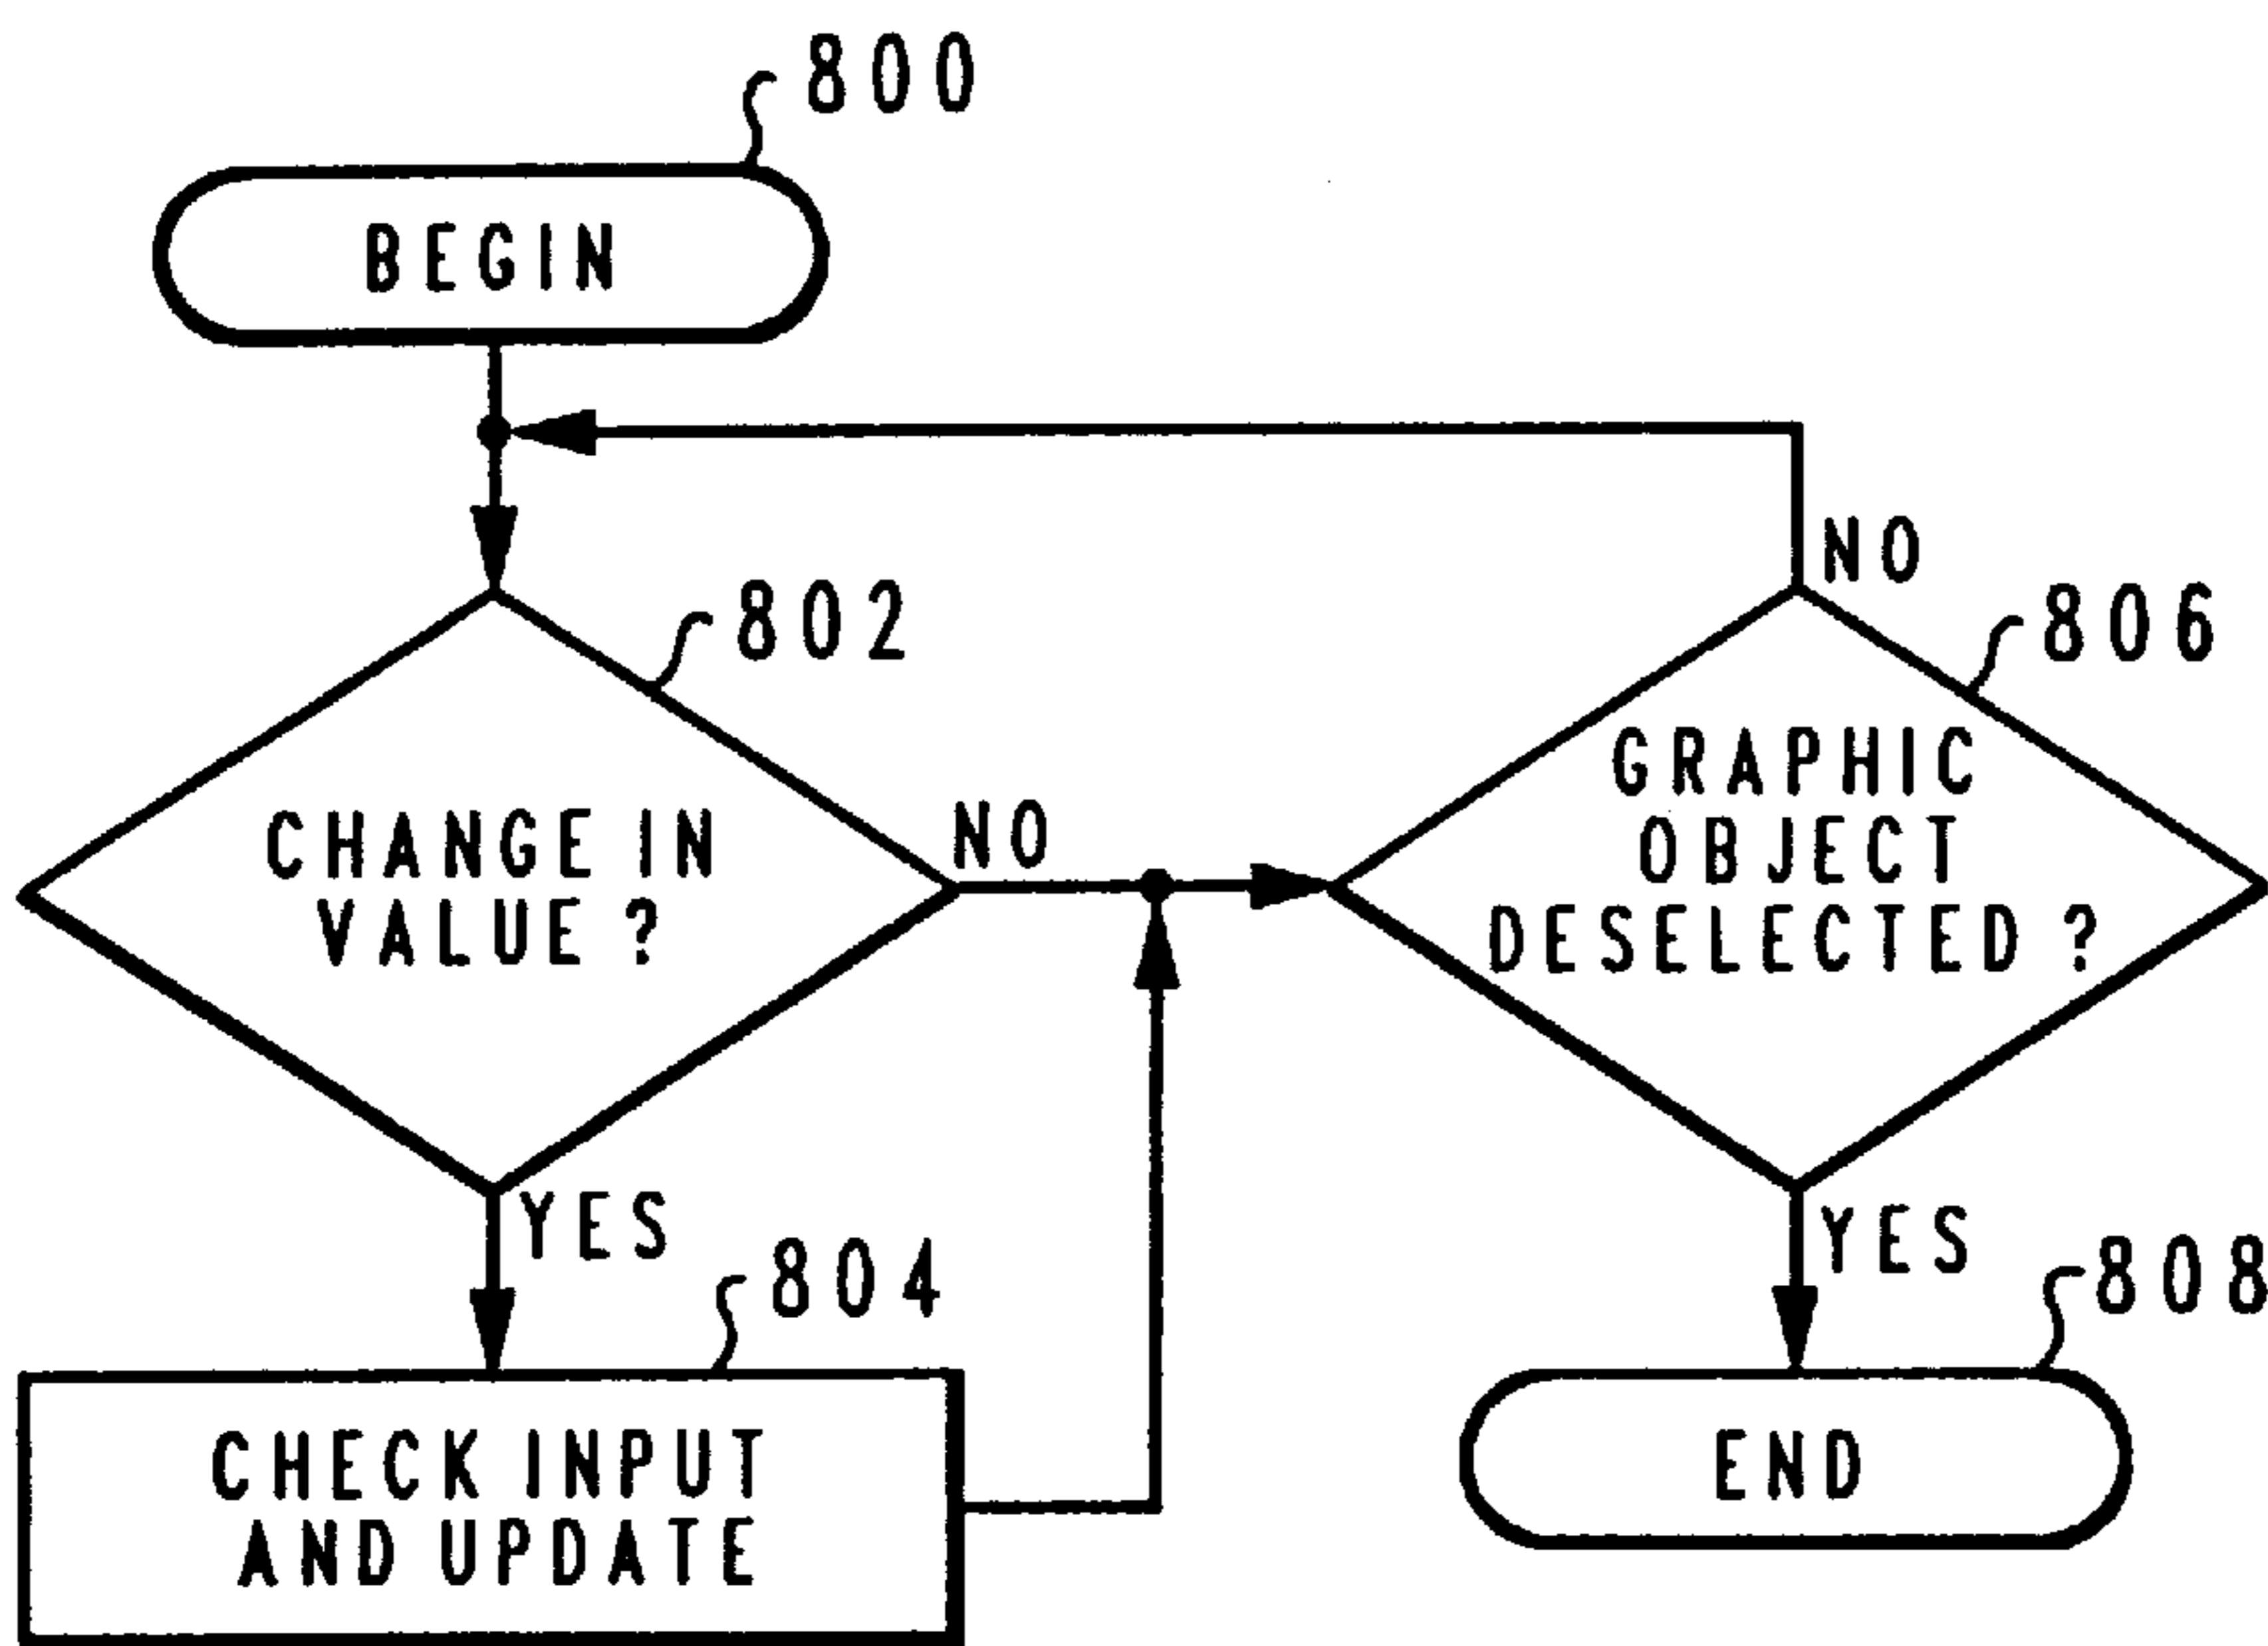 800
BEGIN
802
CHANGE IN
VALUE ?
NO
YES
804
CHECK INPUT
AND UPDATE
NO
806
GRAPHIC
OBJECT
DESELECTED ?
YES
808
END